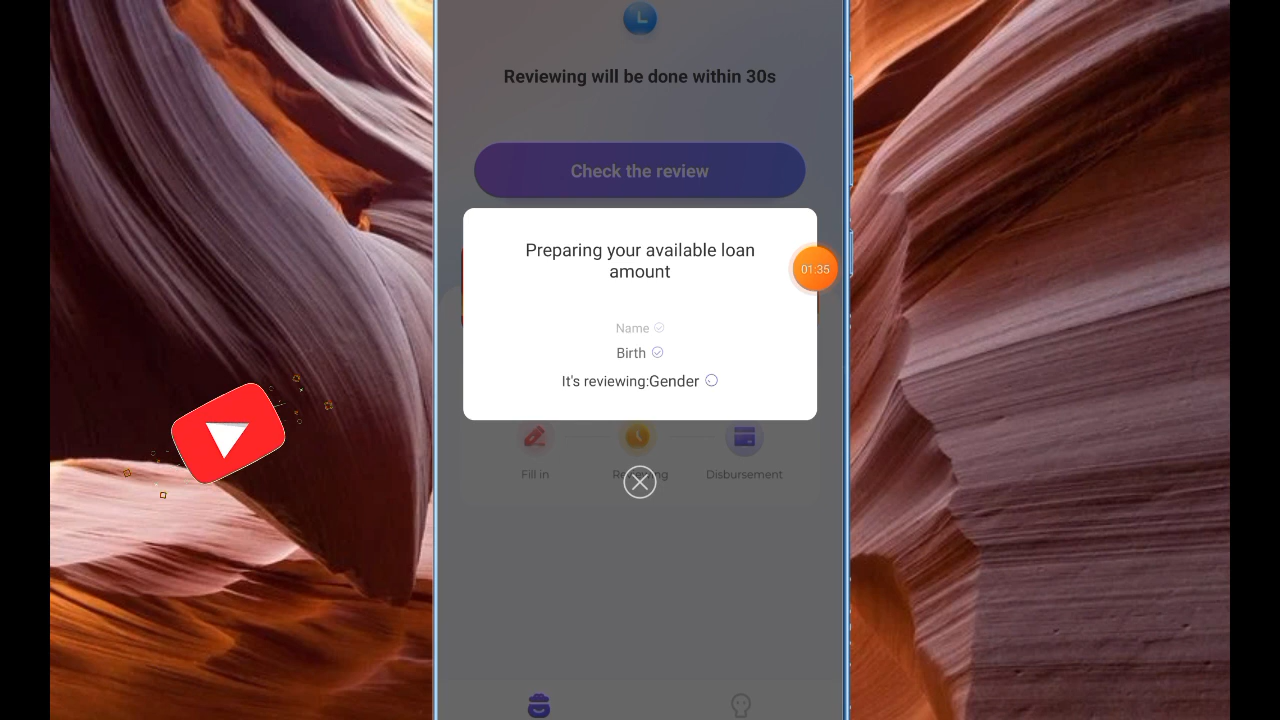 Reviewing will be done within 30s
Check the review
Preparing your available loan
amount
01:35
Name
Birth
It's reviewing:Gender
Fill in
Reviewing
Disbursement